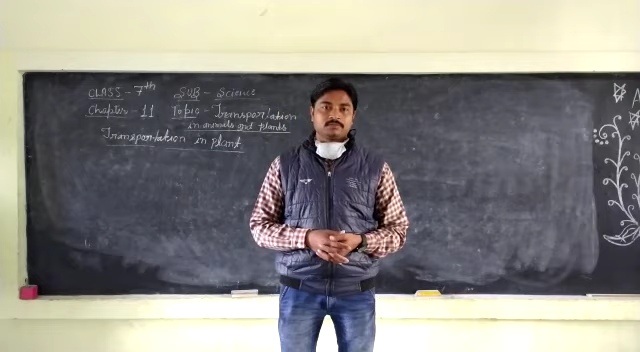 CLASS - 7th SUB - Science
Chapter - 11 Topic - Transportation
in animals and plants
Transportation in plant